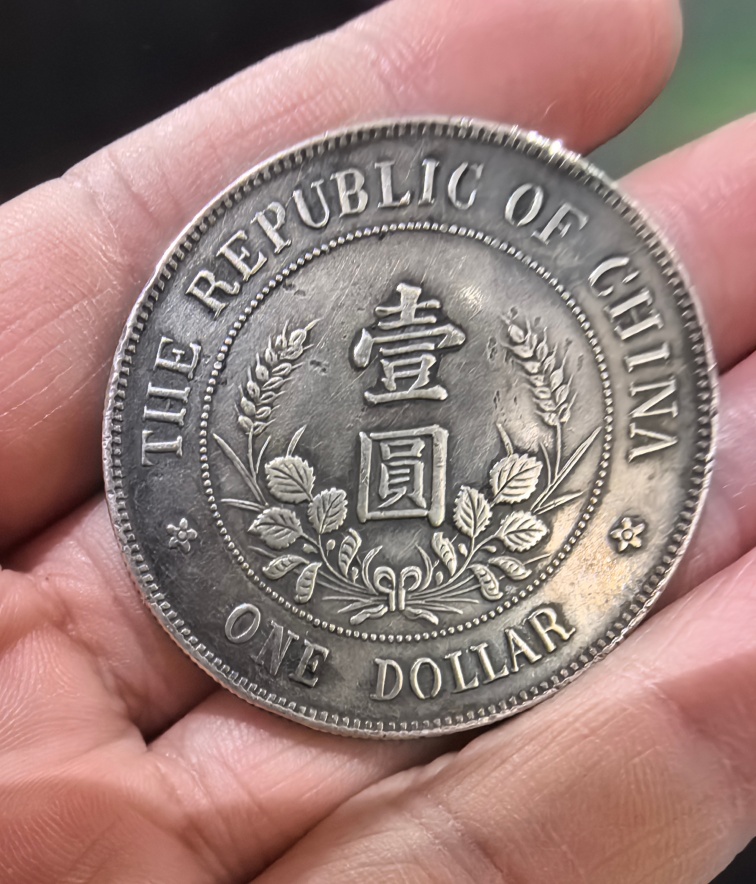 THE REPUBLIC OF CHINA
壹
圓
ONE DOLLAR